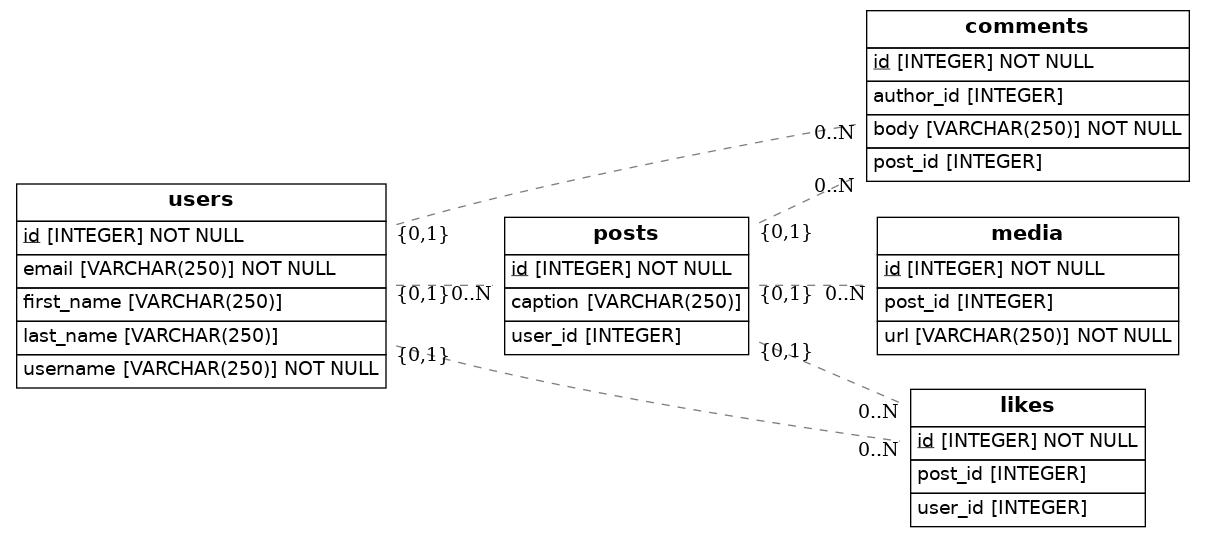 users
id [INTEGER] NOT NULL
email [VARCHAR(250)] NOT NULL
first_name [VARCHAR(250)]
last_name [VARCHAR(250)]
username [VARCHAR(250)] NOT NULL
{0,1}
{0,1}
{0,1}
0..N
posts
id [INTEGER] NOT NULL
caption [VARCHAR(250)]
user_id [INTEGER]
{0,1}
{0,1}
{0,1}
0..N
0..N
0..N
0..N
0..N
comments
id [INTEGER] NOT NULL
author_id [INTEGER]
body [VARCHAR(250)] NOT NULL
post_id [INTEGER]
media
id [INTEGER] NOT NULL
post_id [INTEGER]
url [VARCHAR(250)] NOT NULL
likes
id [INTEGER] NOT NULL
post_id [INTEGER]
user_id [INTEGER]